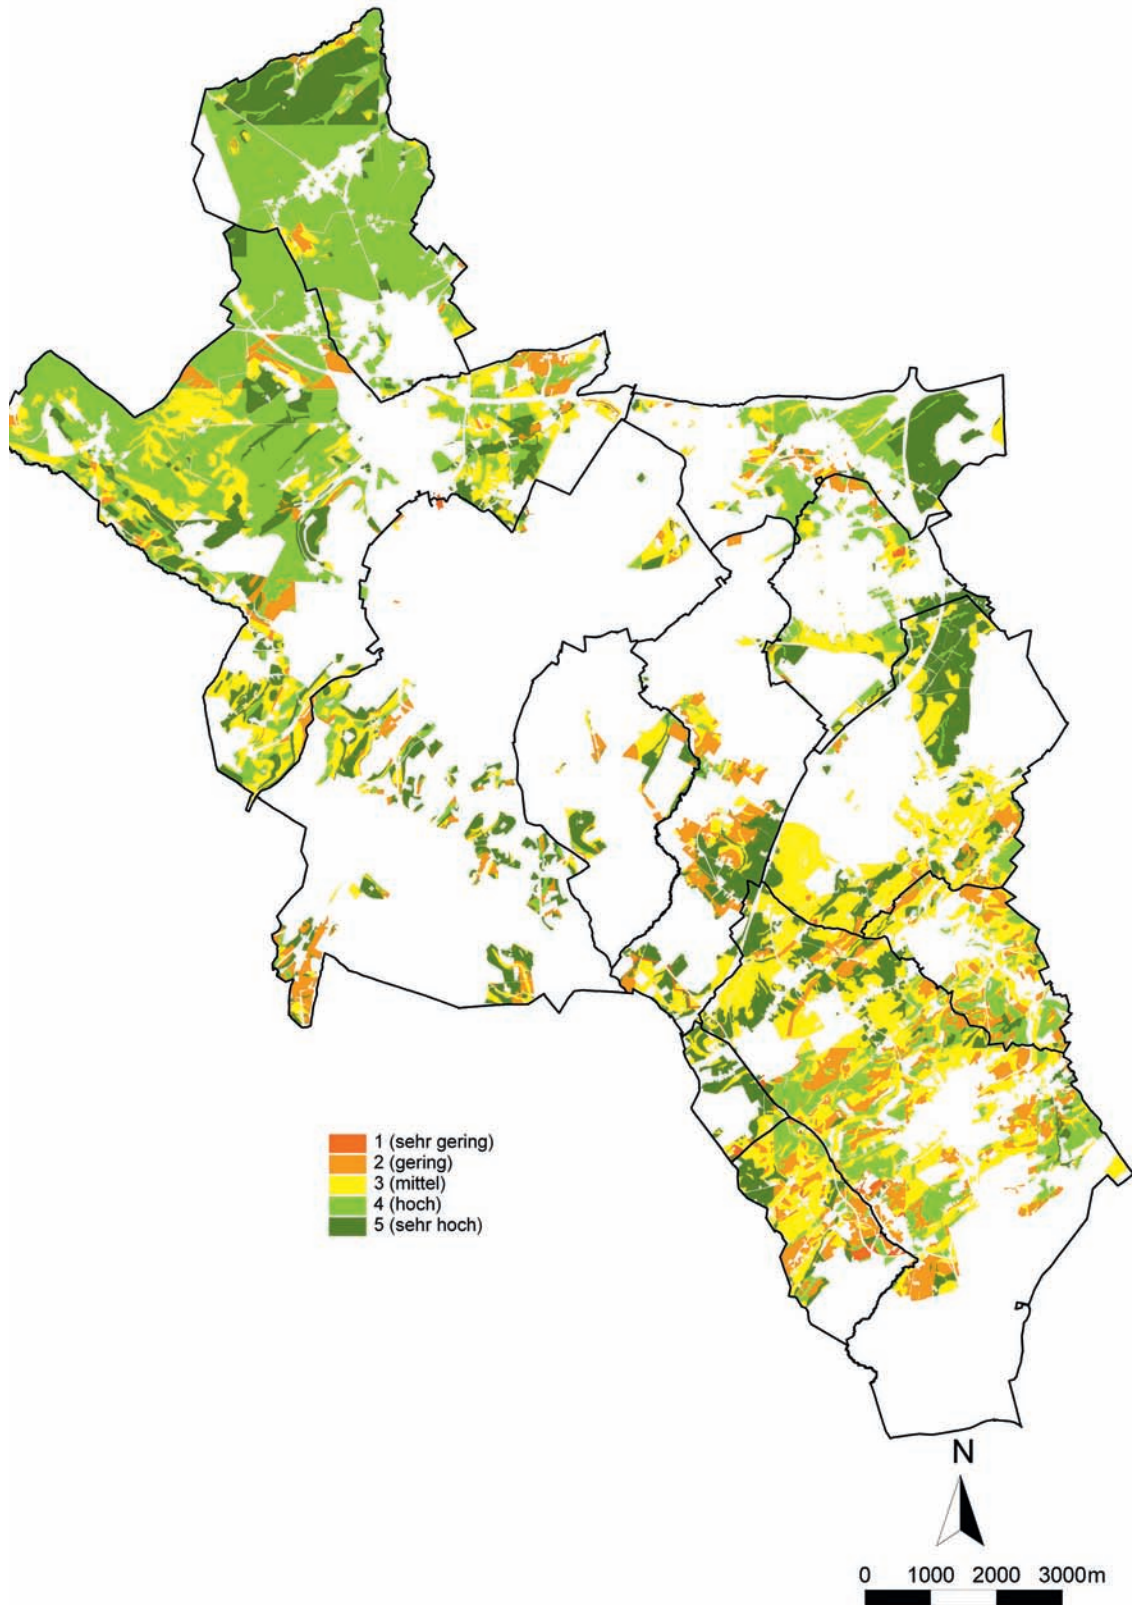 1 (sehr gering)
2 (gering)
3 (mittel)
4 (hoch)
5 (sehr hoch)
N
0 1000 2000 3000m